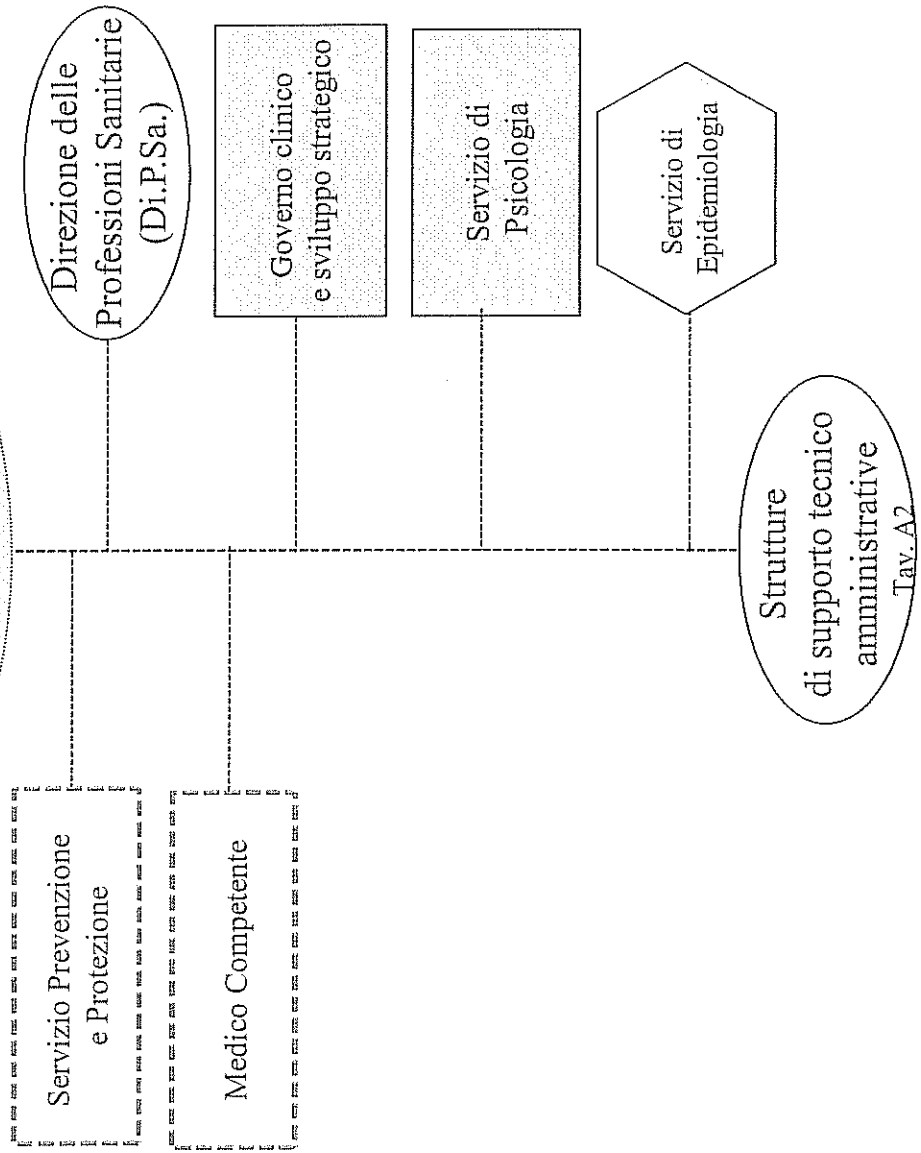 Direzione delle
Professioni Sanitarie
(Di.P.Sa.)
Governo clinico
e sviluppo strategico
Servizio di
Psicologia
Servizio di
Epidemiologia
Servizio Prevenzione
e Protezione
Medico Competente
Strutture
di supporto tecnico
amministrative
Tav. A2